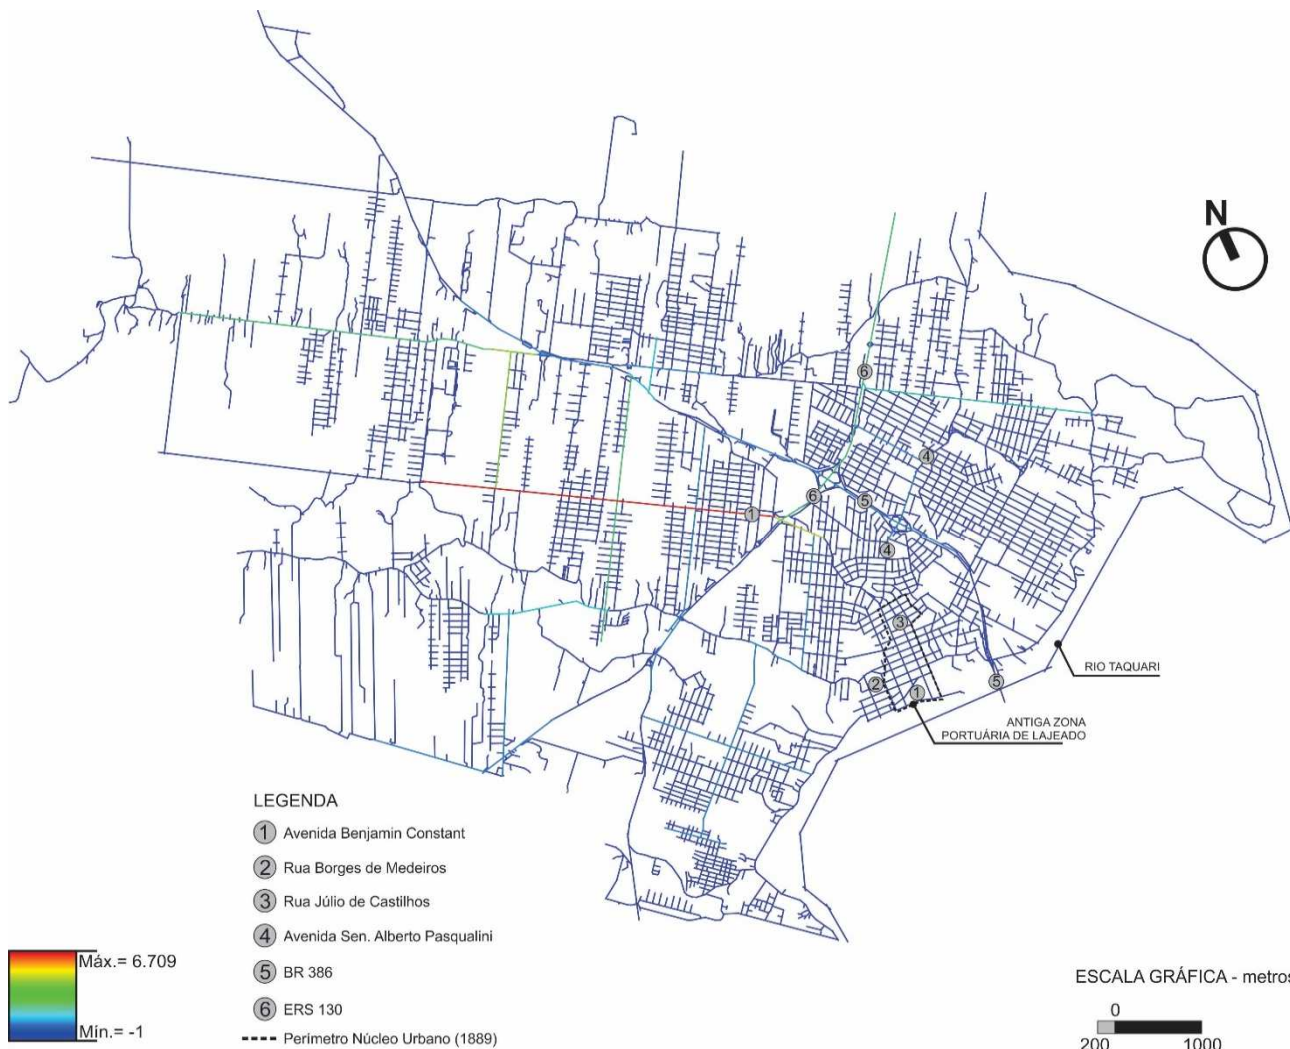 N
6
4
6
5
1
4
3
RIO TAQUARI
2
1
5
ANTIGA ZONA
PORTUÁRIA DE LAJEADO
LEGENDA
1 Avenida Benjamin Constant
2 Rua Borges de Medeiros
3 Rua Júlio de Castilhos
4 Avenida Sen. Alberto Pasqualini
5 BR 386
6 ERS 130
Perímetro Núcleo Urbano (1889)
Máx.= 6.709
Mín.= -1
ESCALA GRÁFICA - metros
0
200 1000